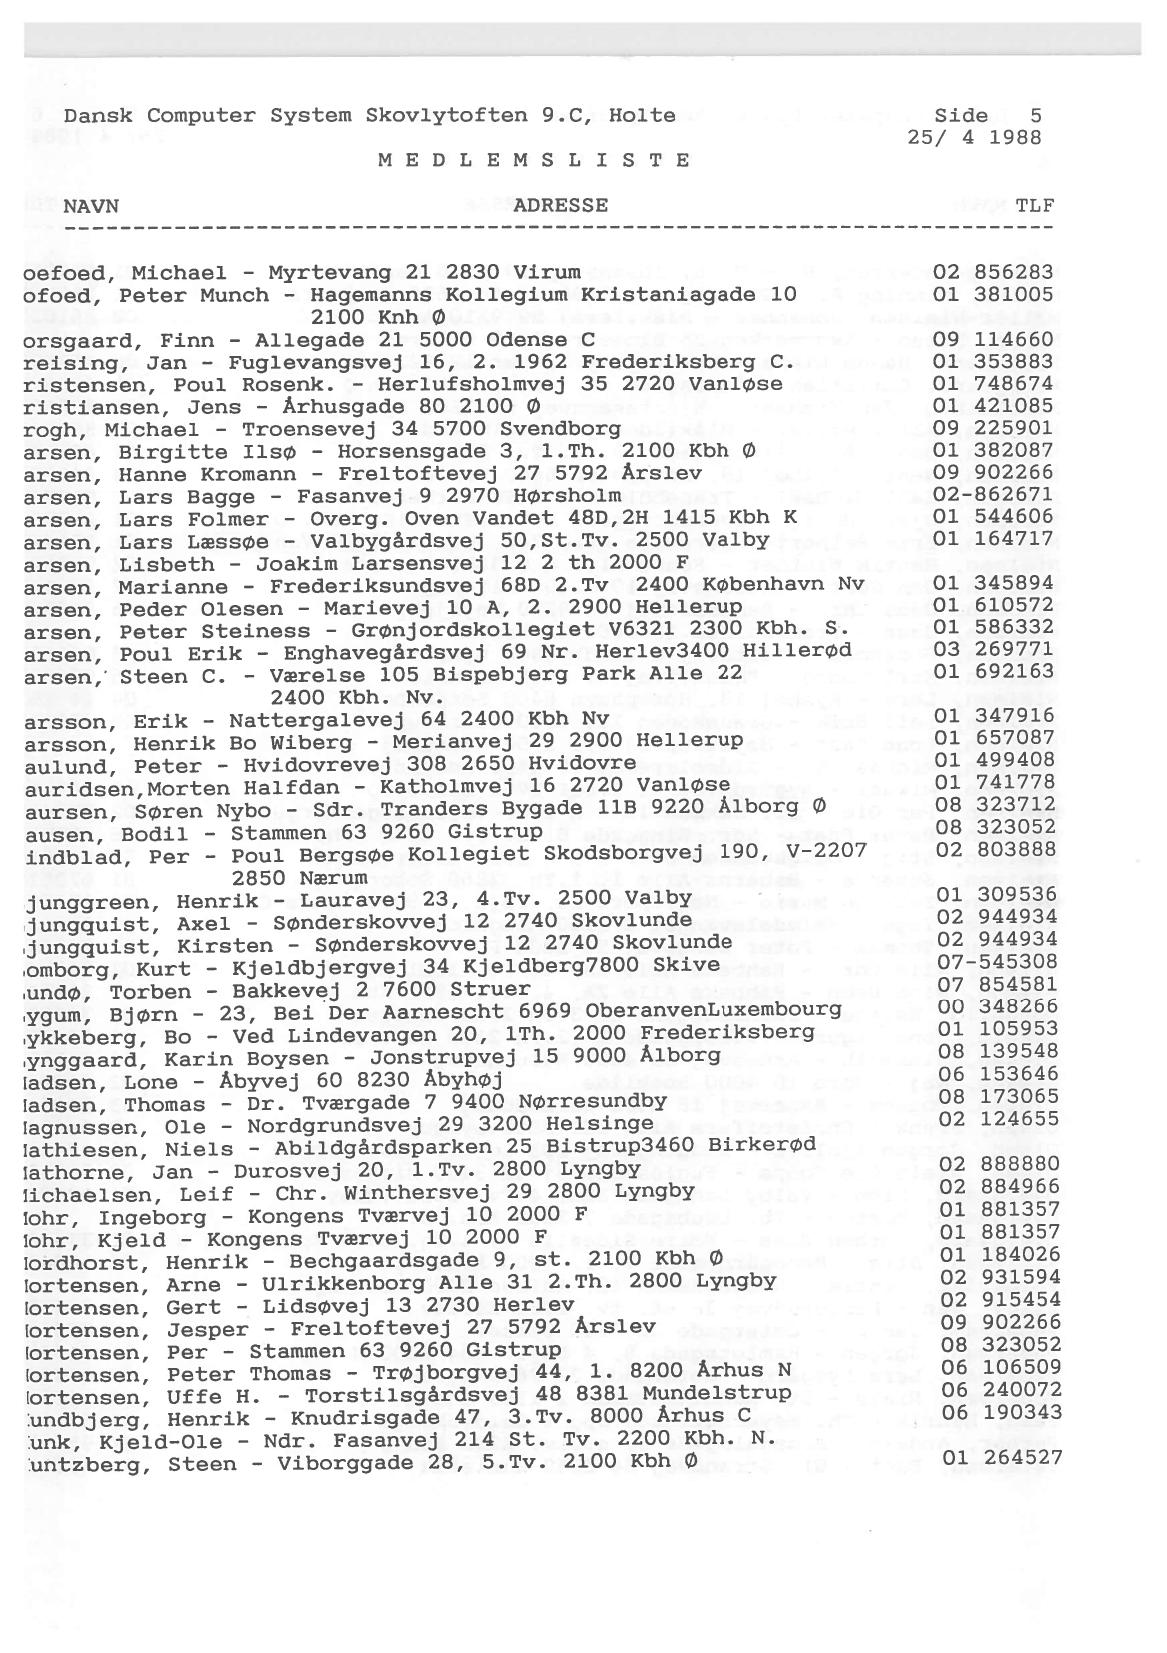 Dansk Computer System Skovlytoften 9.C, Holte Side 5
25/ 4 1988
M E D L E M S L I S T E
NAVN ADRESSE TLF
------------------------------------------------------------------------
oefoed, Michael - Myrtevang 21 2830 Virum 02 856283
ofoed, Peter Munch - Hagemanns Kollegium Kristaniagade 10 01 381005
2100 Knh Ø
orsgaard, Finn - Allegade 21 5000 Odense C 09 114660
reising, Jan - Fuglevangsvej 16, 2. 1962 Frederiksberg C. 01 353883
ristensen, Poul Rosenk. - Herlufsholmvej 35 2720 Vanløse 01 748674
ristiansen, Jens - Århusgade 80 2100 Ø 01 421085
rogh, Michael - Troensevej 34 5700 Svendborg 09 225901
arsen, Birgitte Ilsø - Horsensgade 3, 1.Th. 2100 Kbh Ø 01 382087
arsen, Hanne Kromann - Freltoftevej 27 5792 Årslev 09 902266
arsen, Lars Bagge - Fasanvej 9 2970 Hørsholm 02-862671
arsen, Lars Folmer - Overg. Oven Vandet 48D,2H 1415 Kbh K 01 544606
arsen, Lars Læssøe - Valbygårdsvej 50,St.Tv. 2500 Valby 01 164717
arsen, Lisbeth - Joakim Larsensvej 12 2 th 2000 F
arsen, Marianne - Frederiksundsvej 68D 2.Tv 2400 København Nv 01 345894
arsen, Peder Olesen - Marievej 10 A, 2. 2900 Hellerup 01 610572
arsen, Peter Steiness - Grønjordskollegiet V6321 2300 Kbh. S. 01 586332
arsen, Poul Erik - Enghavegårdsvej 69 Nr. Herlev3400 Hillerød 03 269771
arsen, Steen C. - Værelse 105 Bispebjerg Park Alle 22 01 692163
2400 Kbh. Nv.
arsson, Erik - Nattergalevej 64 2400 Kbh Nv 01 347916
arsson, Henrik Bo Wiberg - Merianvej 29 2900 Hellerup 01 657087
aulund, Peter - Hvidovrevej 308 2650 Hvidovre 01 499408
auridsen,Morten Halfdan - Katholmvej 16 2720 Vanløse 01 741778
aursen, Søren Nybo - Sdr. Tranders Bygade 11B 9220 Ålborg Ø 08 323712
ausen, Bodil - Stammen 63 9260 Gistrup 08 323052
indblad, Per - Poul Bergsøe Kollegiet Skodsborgvej 190, V-2207 02 803888
2850 Nærum
junggreen, Henrik - Lauravej 23, 4.Tv. 2500 Valby 01 309536
jungquist, Axel - Sønderskovvej 12 2740 Skovlunde 02 944934
jungquist, Kirsten - Sønderskovvej 12 2740 Skovlunde 02 944934
omborg, Kurt - Kjeldbjergvej 34 Kjeldberg7800 Skive 07-545308
undø, Torben - Bakkevej 2 7600 Struer 07 854581
ygum, Bjørn - 23, Bei Der Aarnescht 6969 OberanvenLuxembourg 00 348266
ykkeberg, Bo - Ved Lindevangen 20, 1Th. 2000 Frederiksberg 01 105953
ynggaard, Karin Boysen - Jonstrupvej 15 9000 Ålborg 08 139548
adsen, Lone - Åbyvej 60 8230 Åbyhøj 06 153646
adsen, Thomas - Dr. Tværgade 7 9400 Nørresundby 08 173065
agnussen, Ole - Nordgrundsvej 29 3200 Helsinge 02 124655
athiesen, Niels - Abildgårdsparken 25 Bistrup3460 Birkerød
athorne, Jan - Durosvej 20, 1.Tv. 2800 Lyngby 02 888880
ichaelsen, Leif - Chr. Winthersvej 29 2800 Lyngby 02 884966
ohr, Ingeborg - Kongens Tværvej 10 2000 F 01 881357
ohr, Kjeld - Kongens Tværvej 10 2000 F 01 881357
ordhorst, Henrik - Bechgaardsgade 9, st. 2100 Kbh Ø 01 184026
ortensen, Arne - Ulrikkenborg Alle 31 2.Th. 2800 Lyngby 02 931594
ortensen, Gert - Lidsøvej 13 2730 Herlev 02 915454
ortensen, Jesper - Freltoftevej 27 5792 Årslev 09 902266
ortensen, Per - Stammen 63 9260 Gistrup 08 323052
ortensen, Peter Thomas - Trøjborgvej 44, 1. 8200 Århus N 06 106509
ortensen, Uffe H. - Torstilsgårdsvej 48 8381 Mundelstrup 06 240072
undbjerg, Henrik - Knudrisgade 47, 3.Tv. 8000 Århus C 06 190343
unk, Kjeld-Ole - Ndr. Fasanvej 214 St. Tv. 2200 Kbh. N.
untzberg, Steen - Viborggade 28, 5.Tv. 2100 Kbh Ø 01 264527